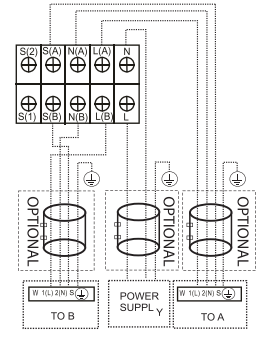 S(2) S(A) N(A) L(A) N
S(1) S(B) N(B) L(B) L
OPTIONAL
OPTIONAL
OPTIONAL
W 1(L) 2(N) S
TO B
POWER
SUPPLY
W 1(L) 2(N) S
TO A